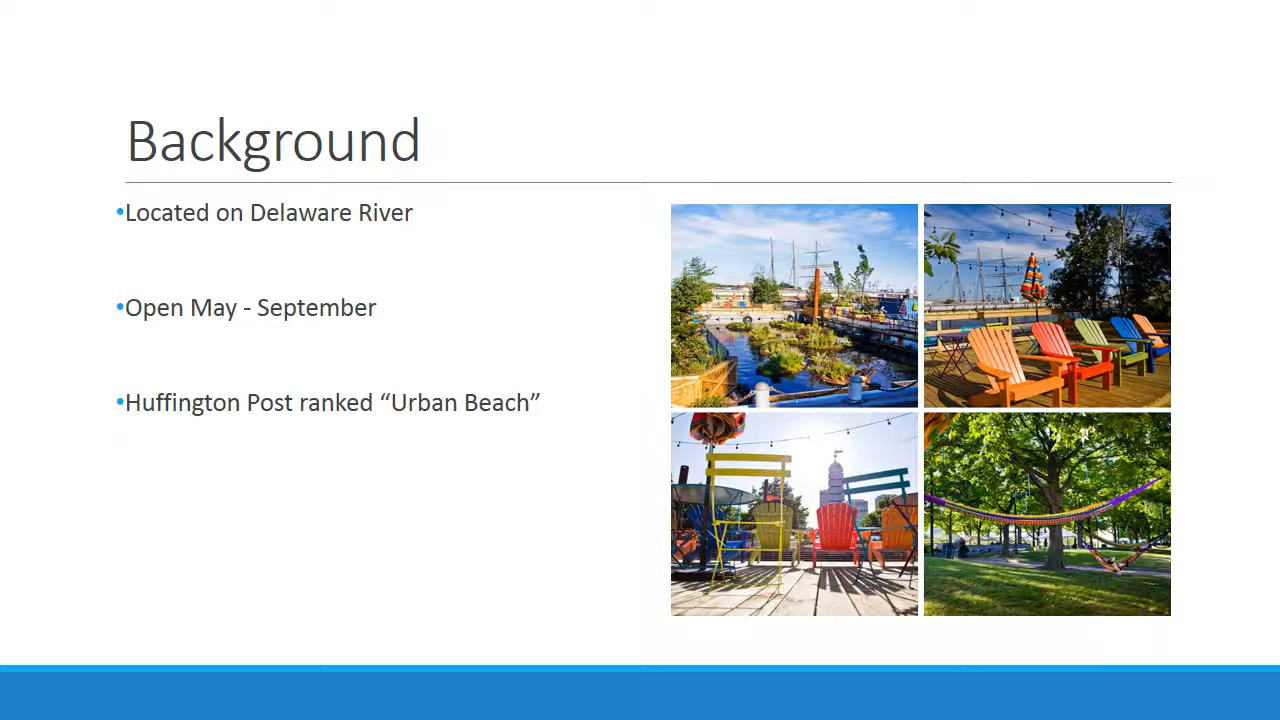 Background
•Located on Delaware River
•Open May - September
•Huffington Post ranked “Urban Beach”